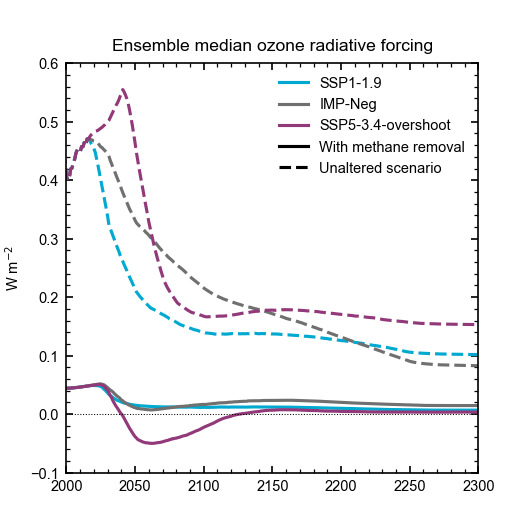 Ensemble median ozone radiative forcing
0.6
0.5
0.4
0.3
0.2
0.1
0.0
−0.1
W m−2
SSP1-1.9
IMP-Neg
SSP5-3.4-overshoot
With methane removal
Unaltered scenario
2000 2050 2100 2150 2200 2250 2300